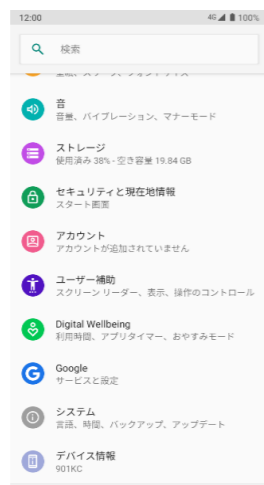 12:00 4G 100%
検索
音
音量、バイブレーション、マナーモード
ストレージ
使用済み 38% - 空き容量 19.84 GB
セキュリティと現在地情報
スタート画面
アカウント
アカウントが追加されていません
ユーザー補助
スクリーン リーダー、表示、操作のコントロール
Digital Wellbeing
利用時間、アプリタイマー、おやすみモード
Google
サービスと設定
システム
言語、時間、バックアップ、アップデート
デバイス情報
901KC